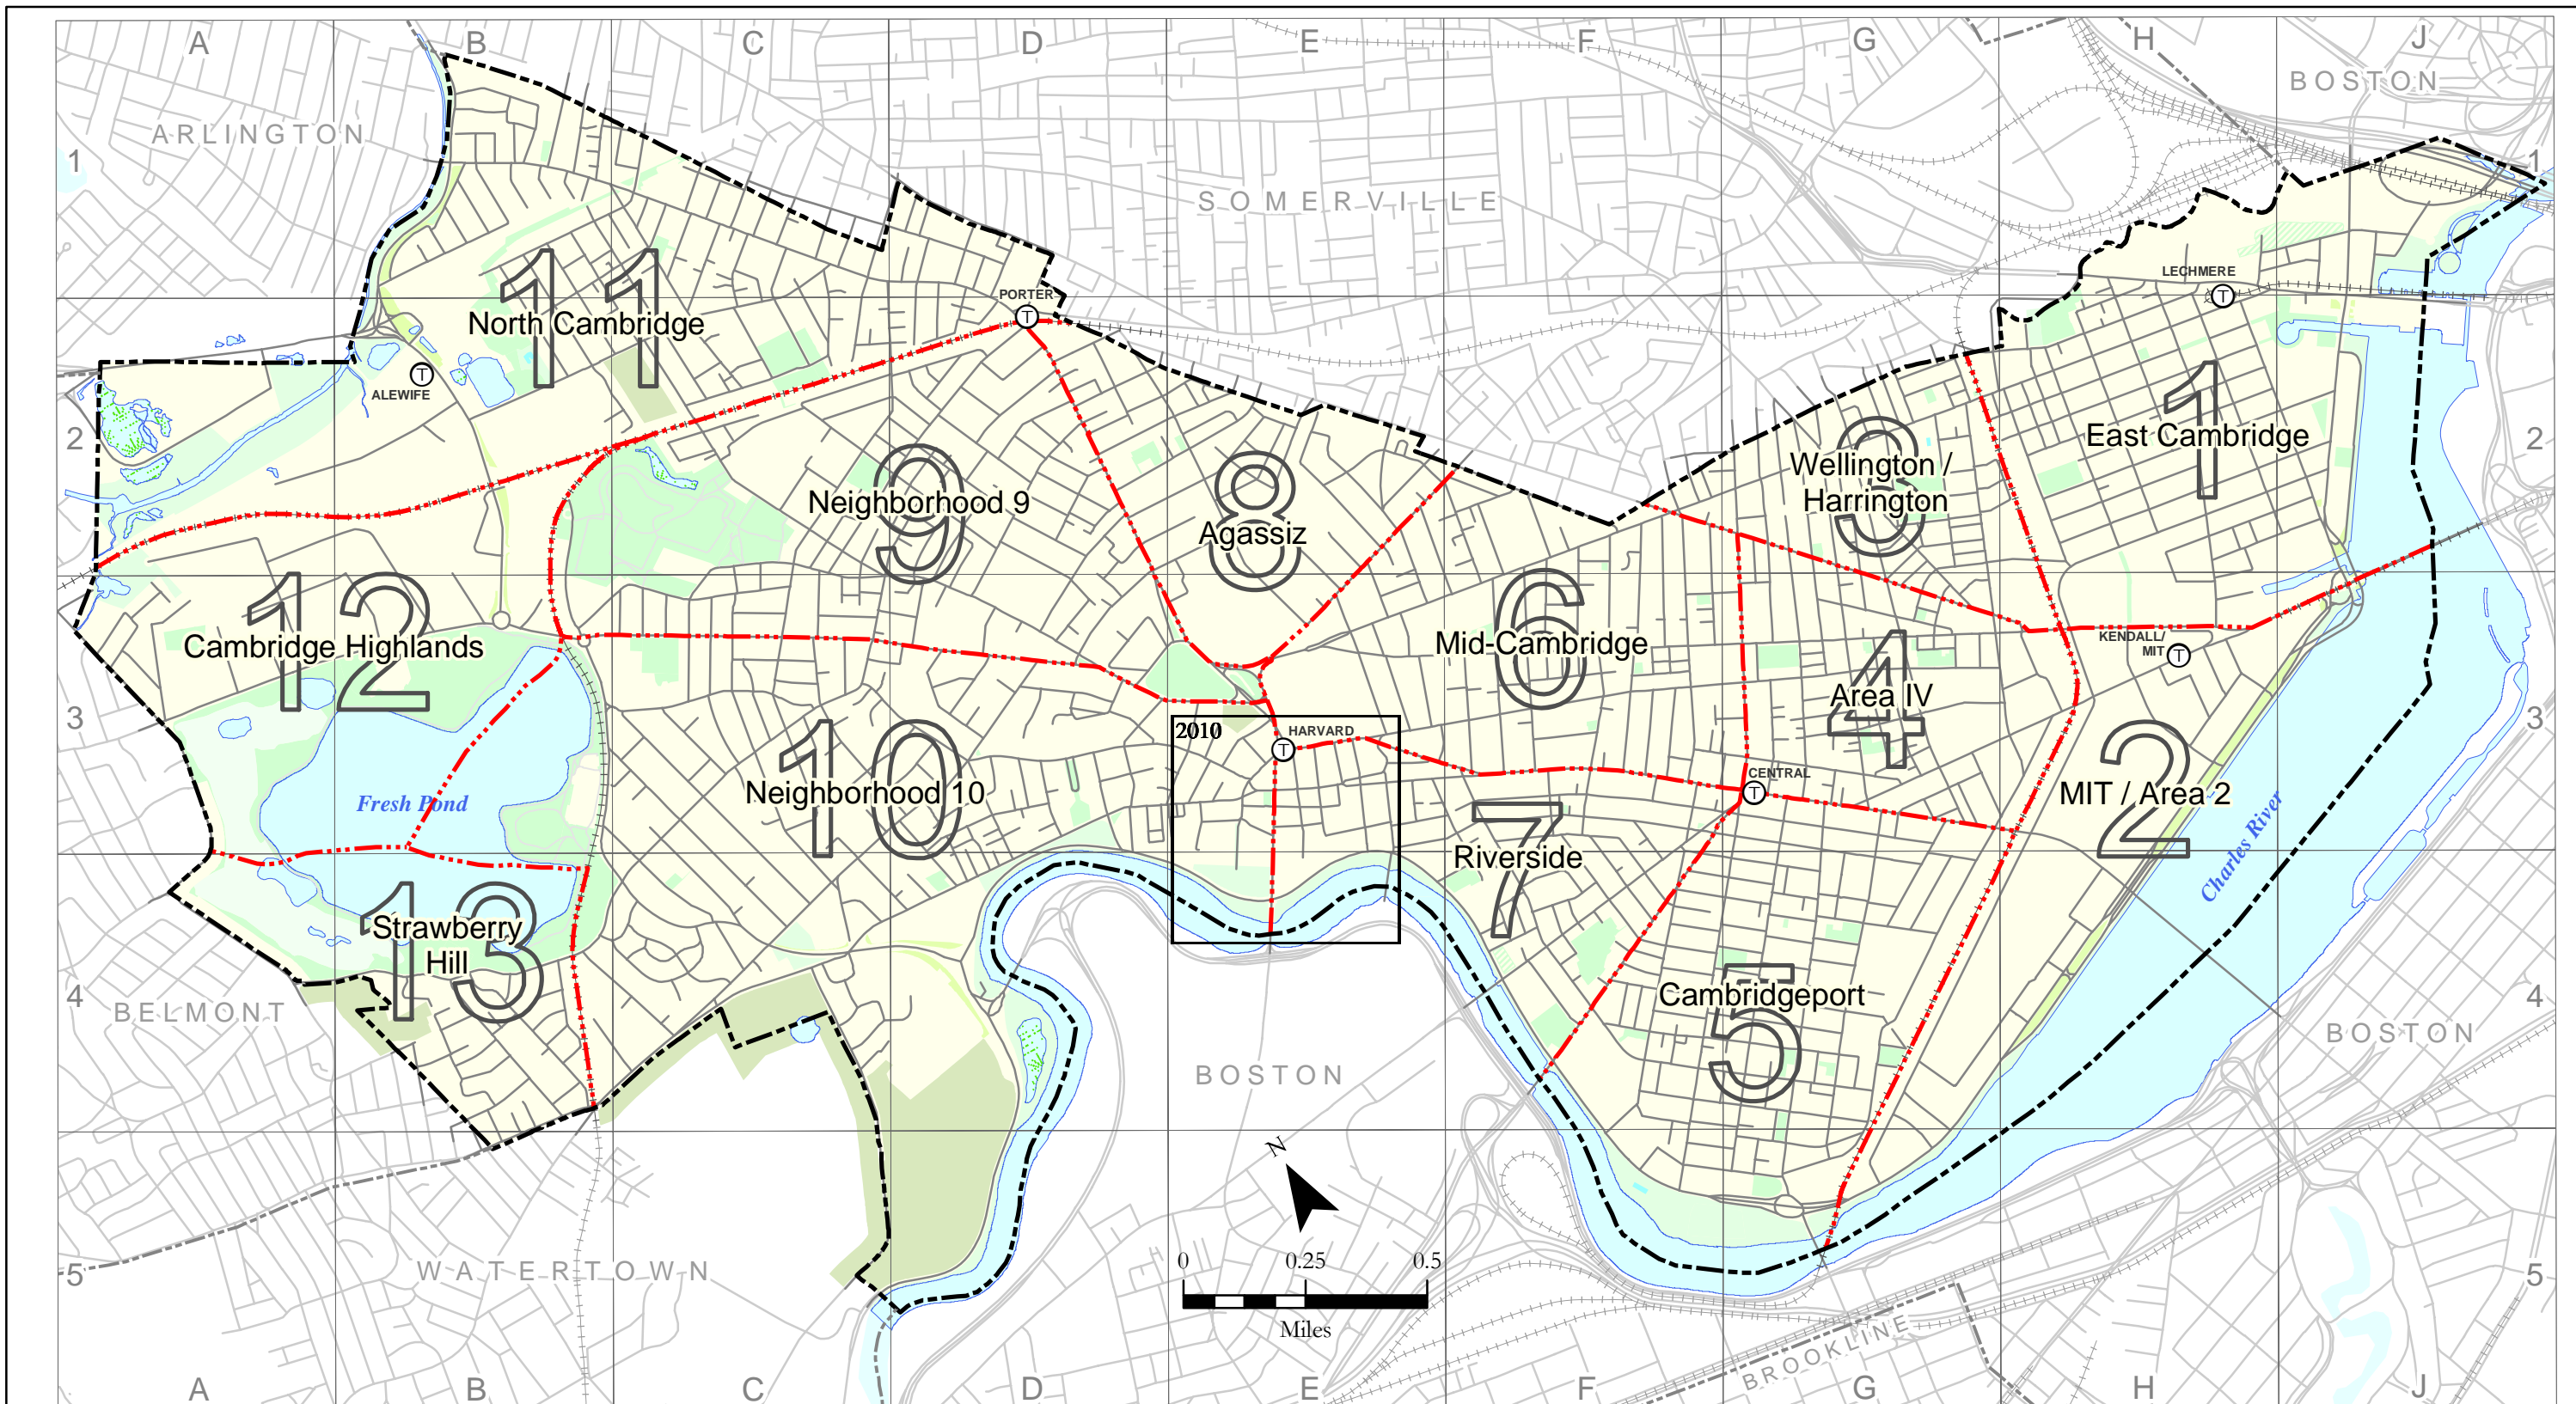 A B C D E F G H J
BOSTON
ARLINGTON
1 1
SOMERVILLE
11
North Cambridge
PORTER
T
LECHMERE
T
ALEWIFE
T
2 2
1
East Cambridge
3
Wellington /
Harrington
9
Neighborhood 9
8
Agassiz
12
Cambridge Highlands
6
Mid-Cambridge
KENDALL/
MIT
T
4
Area IV
3 3
2010
HARVARD
T
CENTRAL
T
10
Neighborhood 10
2
MIT / Area 2
Fresh Pond
Charles River
7
Riverside
13
Strawberry
Hill
4 4
BELMONT
5
Cambridgeport
BOSTON
BOSTON
N
WATERTOWN
5 5
0 0.25 0.5
Miles
BROOKLINE
A B C D E F G H J